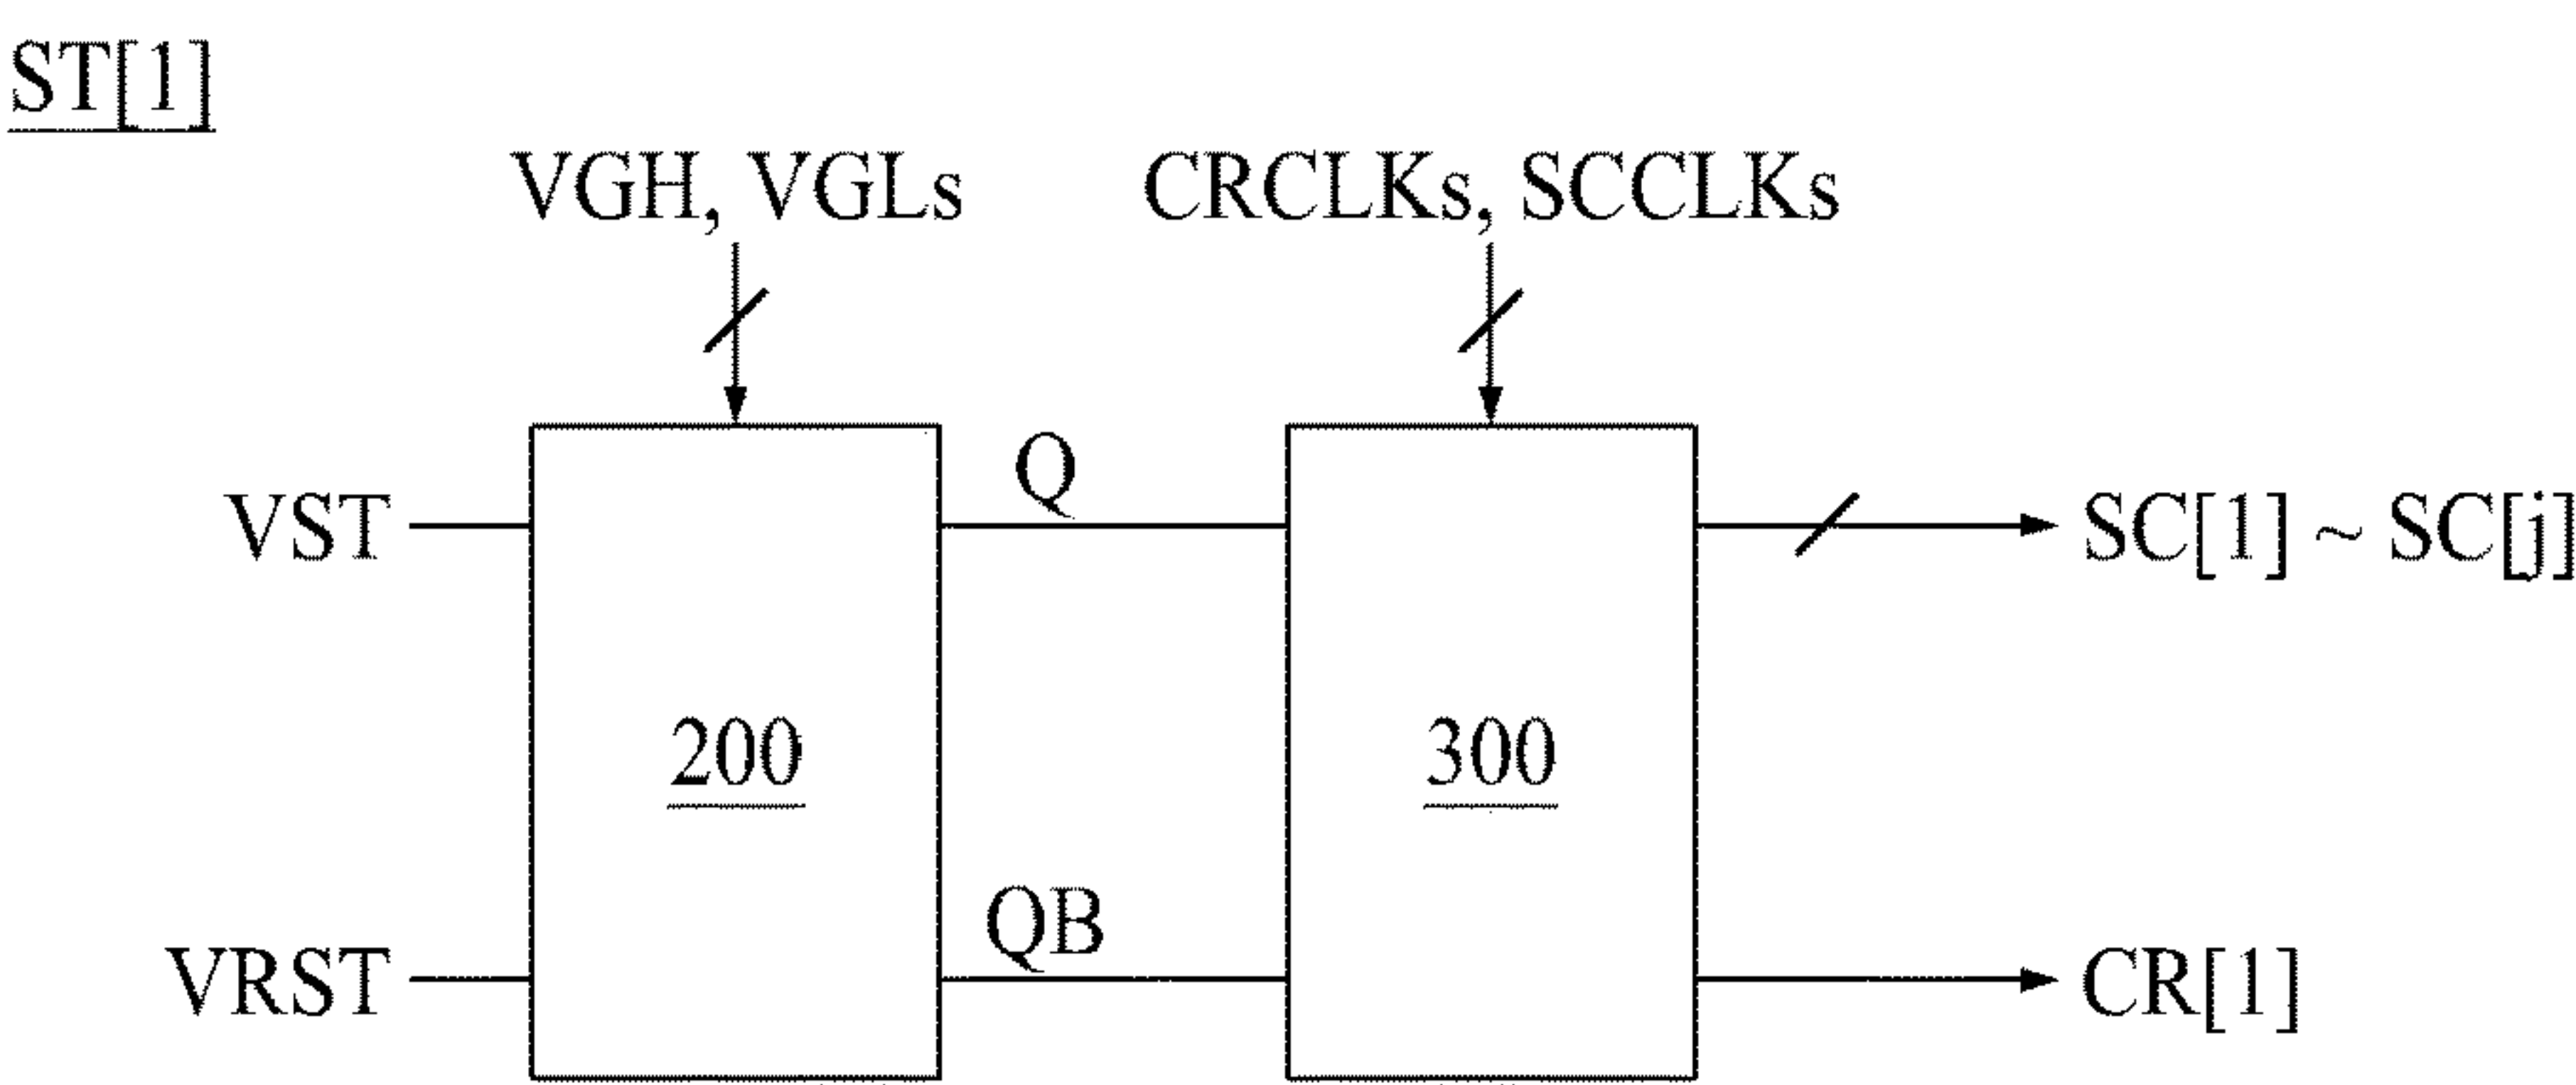 ST[1]
VGH, VGLs CRCLKs, SCCLKs
VST Q SC[1] ~ SC[j]
200 300
VRST QB CR[1]